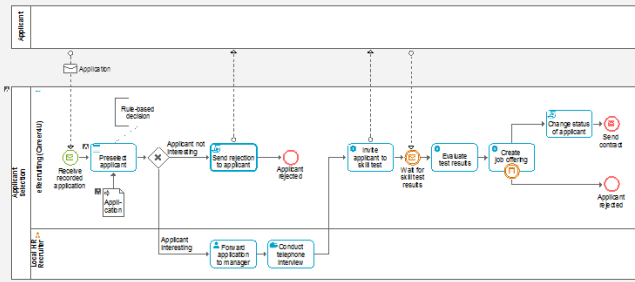 Applicant
Application
Applicant
Selection
eRecruiting (Career4U)
Rule-based
decision
Receive
recorded
application
Preselect
applicant
Appli-
cation
Applicant not
interesting
Send rejection
to applicant
Applicant
rejected
Invite
applicant to
skill test
Wait for
skill test
results
Evaluate
test results
Create
job offering
Change status
of applicant
Send
contract
Applicant
rejected
Local HR
Recruiter
Applicant
interesting
Forward
application
to manager
Conduct
telephone
interview